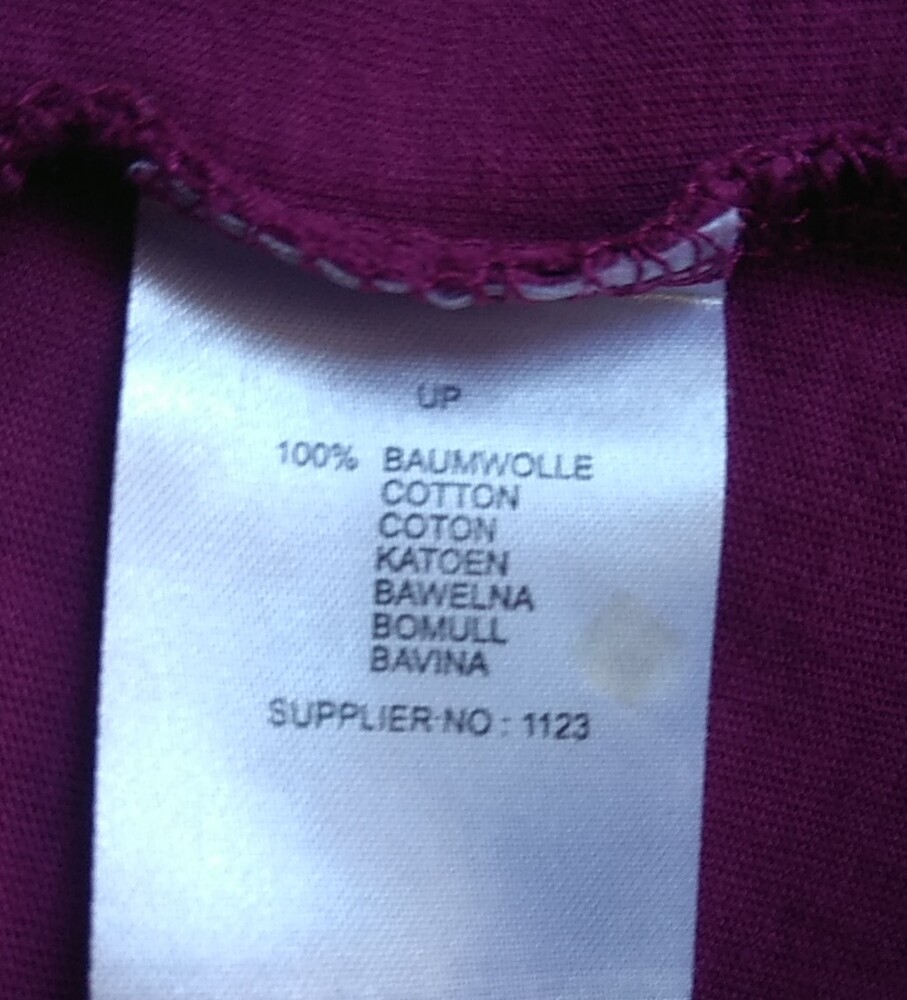 UP
100% BAUMWOLLE
COTTON
COTON
KATOEN
BAWELNA
BOMULL
BAVINA
SUPPLIER NO : 1123